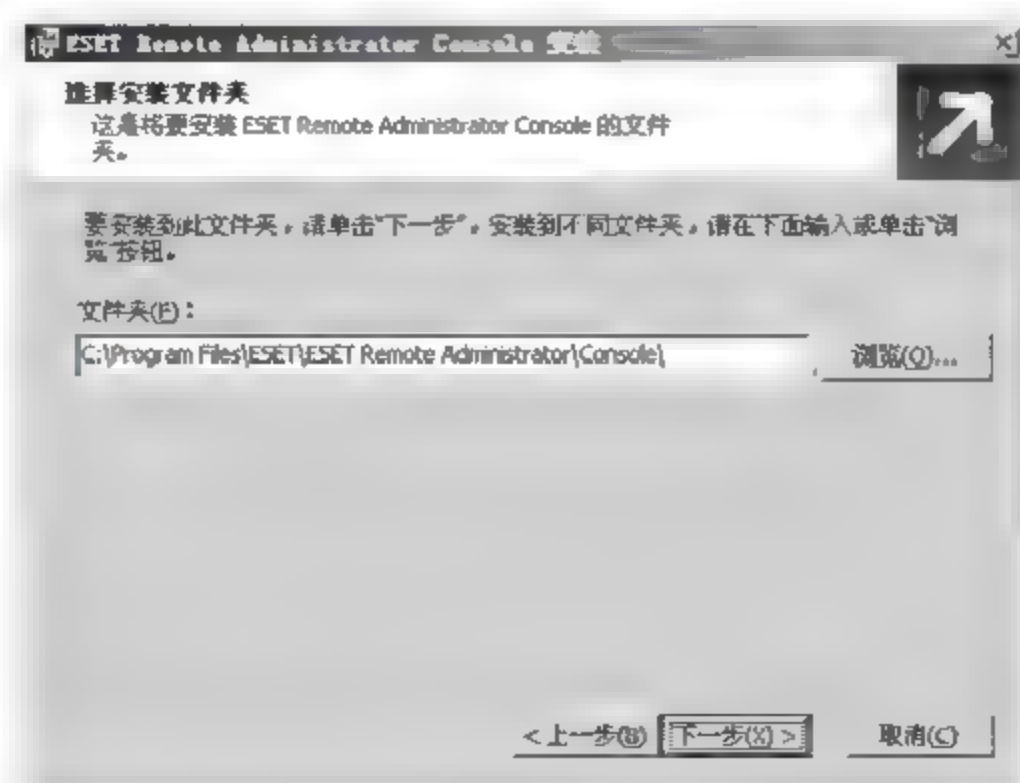 ESET Remote Administrator Console 安装
选择安装文件夹
这是将要安装 ESET Remote Administrator Console 的文件
夹。
要安装到此文件夹，请单击“下一步”。安装到不同文件夹，请在下面输入或单击“浏
览”按钮。
文件夹(F)：
C:\Program Files\ESET\ESET Remote Administrator\Console\
浏览(O)...
<上一步(B)
下一步(X) >
取消(C)